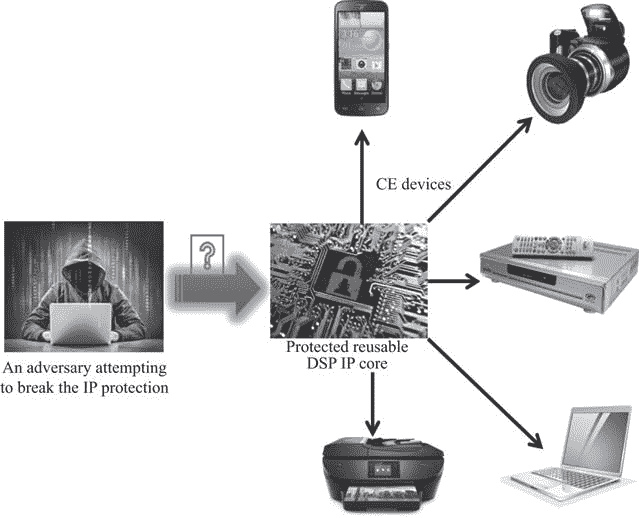 CE devices
?
An adversary attempting
to break the IP protection
Protected reusable
DSP IP core